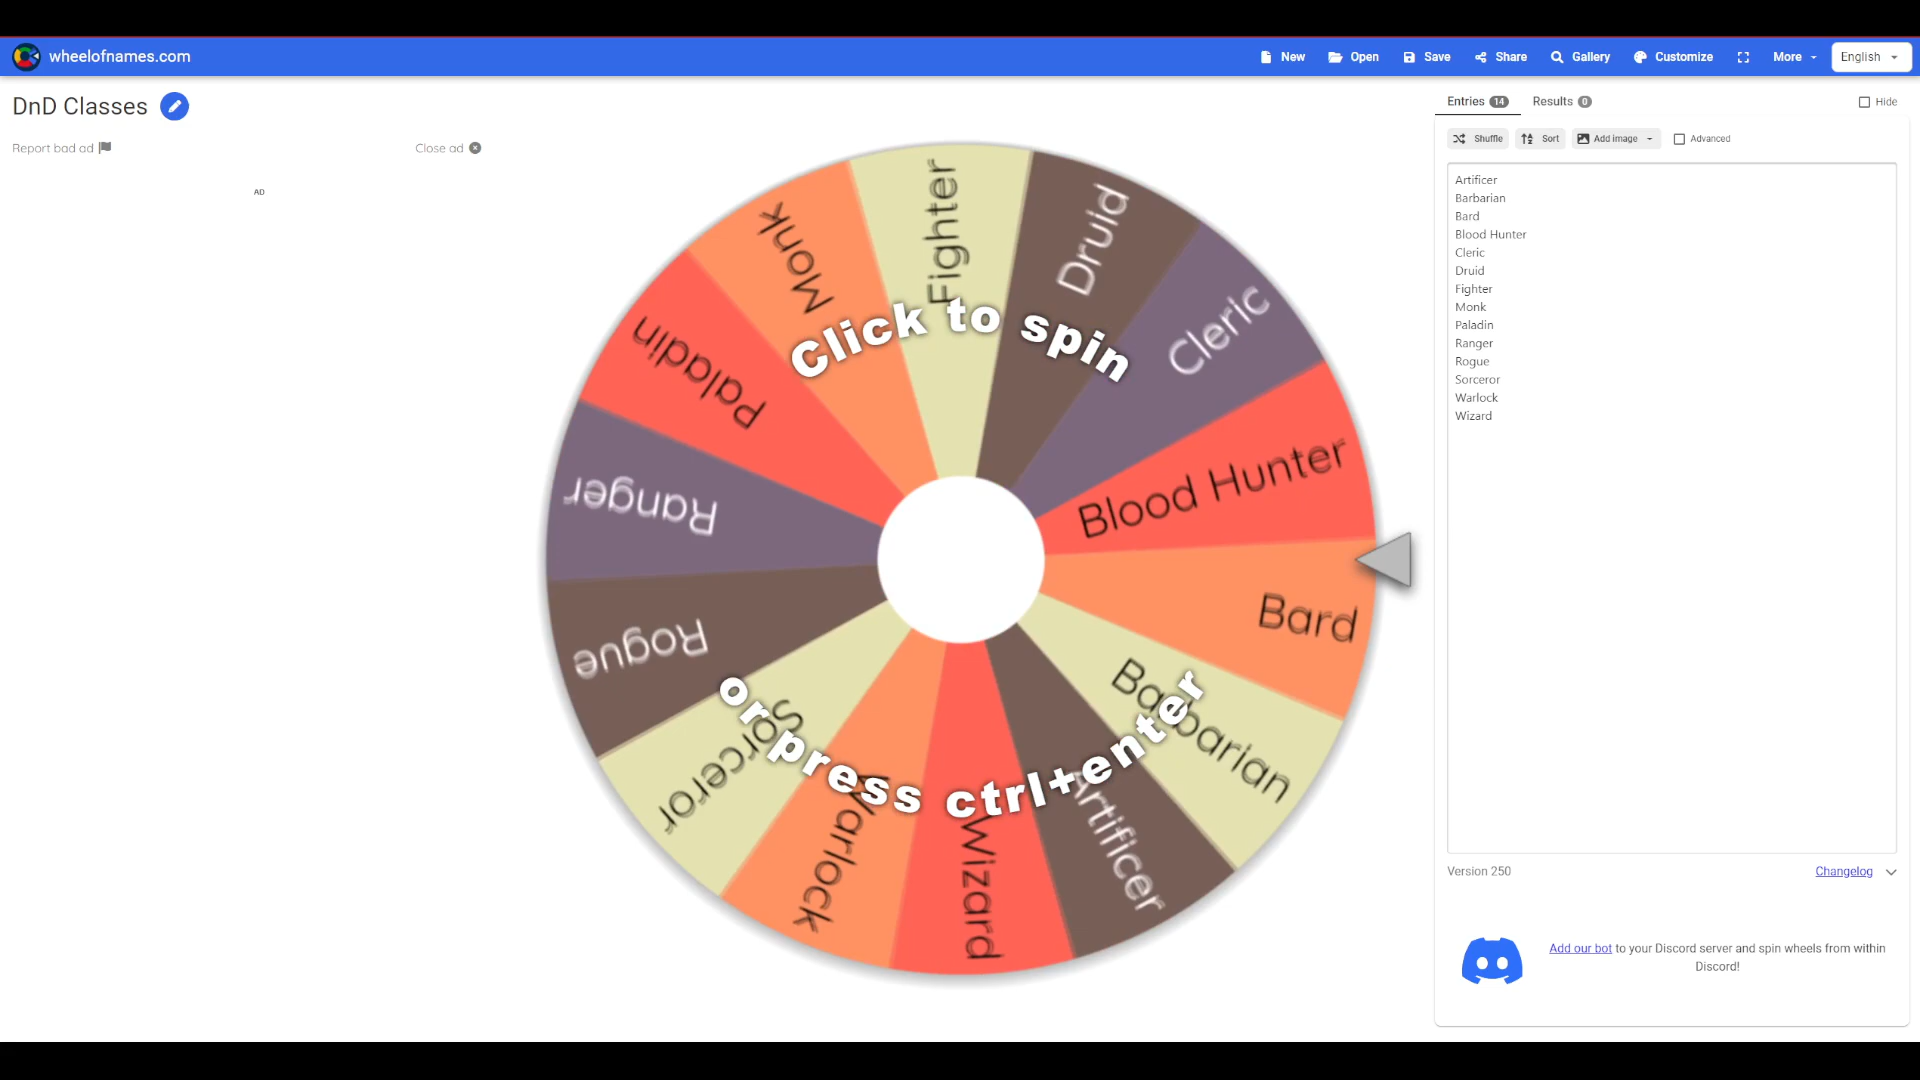 wheelofnames.com
New
Open
Save
Share
Gallery
Customize
More
English
DnD Classes
Report bad ad
Close ad
AD
Entries 14
Results 0
Hide
Shuffle
Sort
Add image
Advanced
Artificer
Barbarian
Bard
Blood Hunter
Cleric
Druid
Fighter
Monk
Paladin
Ranger
Rogue
Sorceror
Warlock
Wizard
Fighter
Druid
Cleric
Blood Hunter
Bard
Barbarian
Artificer
Wizard
Warlock
Sorceror
Rogue
Ranger
Paladin
Monk
Click to spin
or press ctrl+enter
Version 250
Changelog
Add our bot to your Discord server and spin wheels from within
Discord!